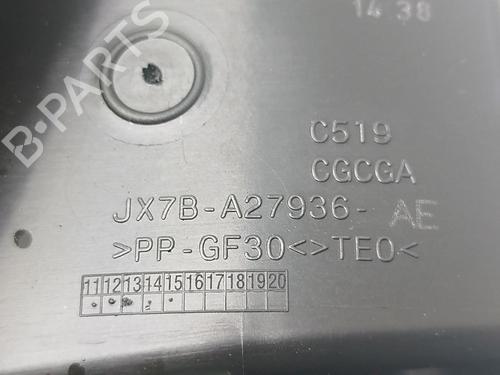 14 38
B-PARTS
C519
CGCGA
JX7B-A27936- AE
>PP-GF30<>TEO<
11 12 13 14 15 16 17 18 19 20